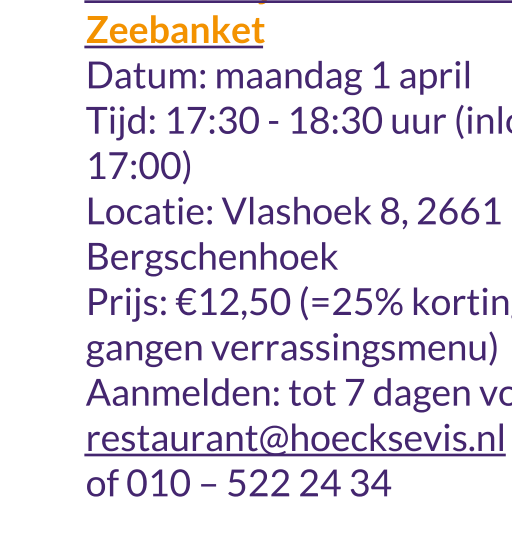 Zeebanket
Datum: maandag 1 april
Tijd: 17:30 - 18:30 uur
17:00)
Locatie: Vlashoek 8, 2661
Bergschenhoek
Prijs: €12,50 (=25%
gangen verrassingsmenu)
Aanmelden: tot 7 dagen
restaurant@hoecksevis.nl
of 010 – 522 24 34